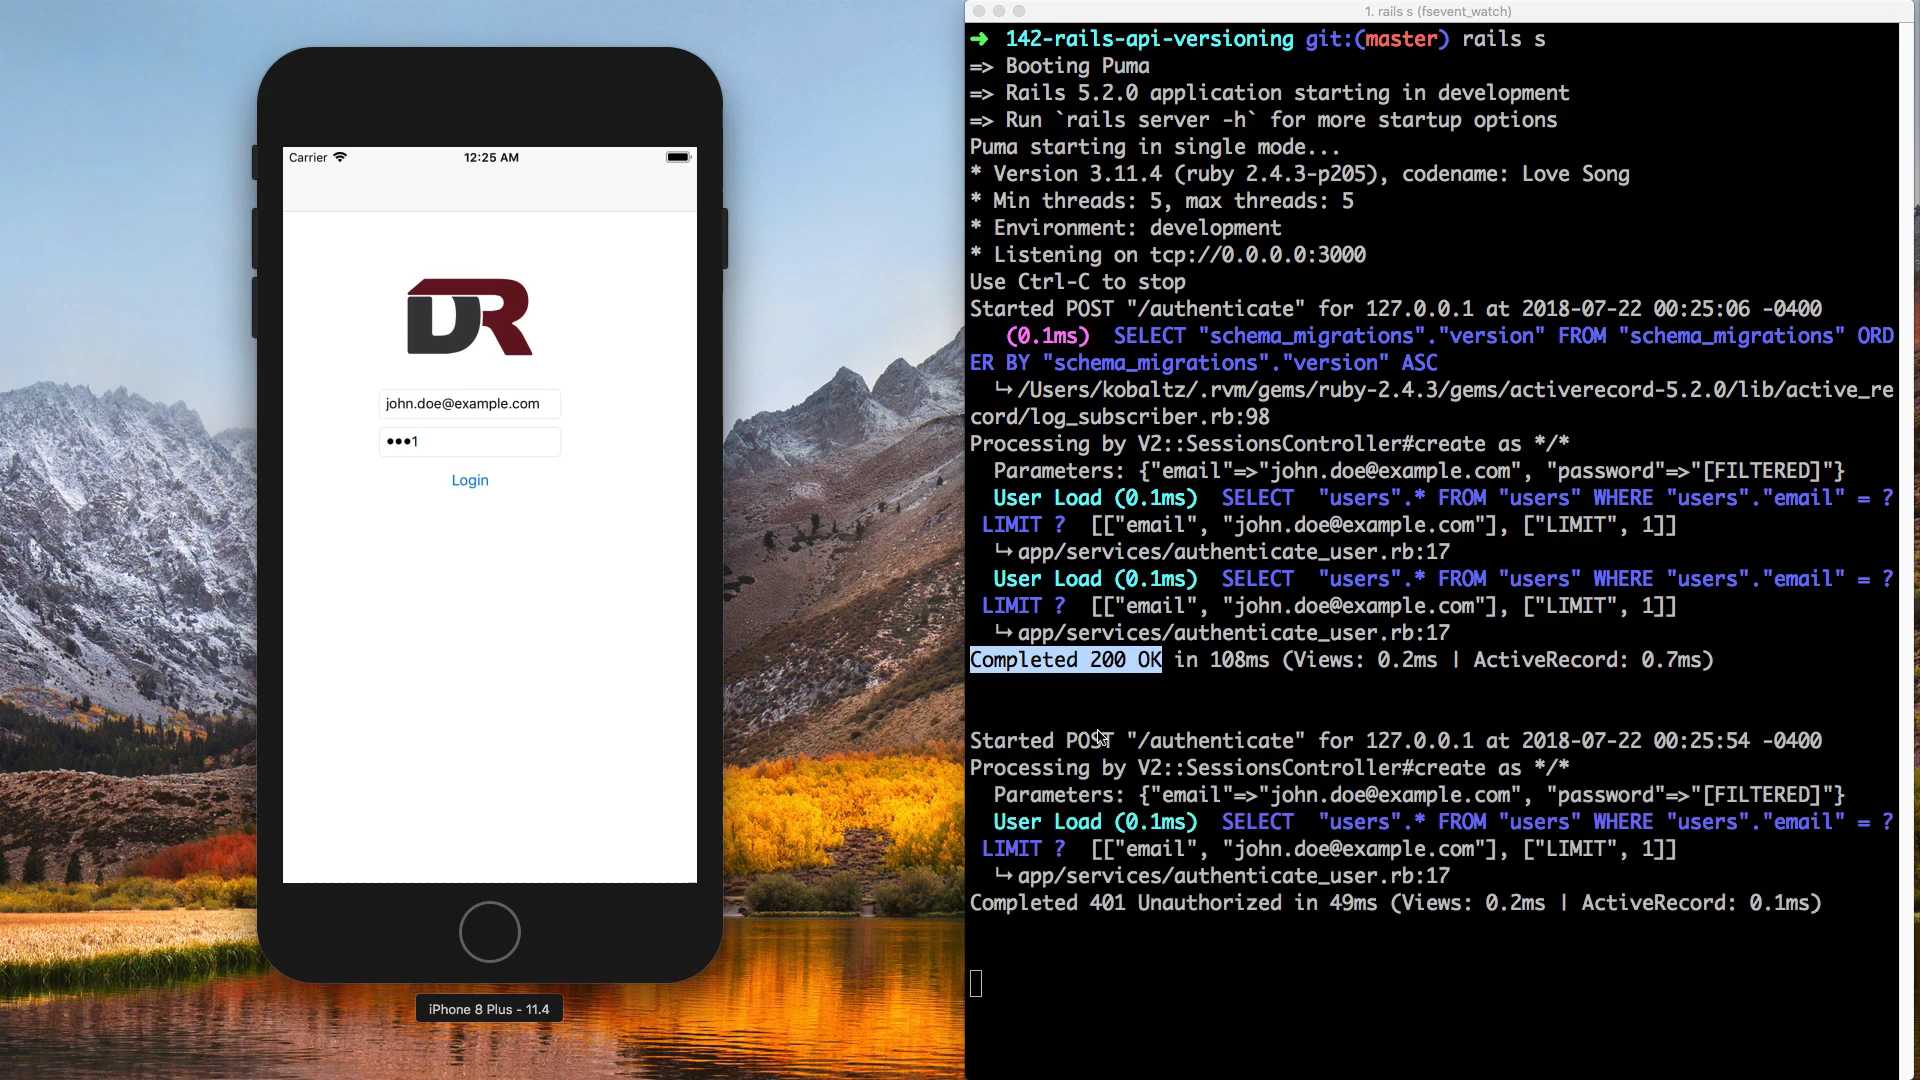 Carrier
12:25 AM
DR
john.doe@example.com
●●●1
Login
iPhone 8 Plus - 11.4
1. rails s (fsevent_watch)
➜  142-rails-api-versioning git:(master) rails s
=> Booting Puma
=> Rails 5.2.0 application starting in development
=> Run `rails server -h` for more startup options
Puma starting in single mode...
* Version 3.11.4 (ruby 2.4.3-p205), codename: Love Song
* Min threads: 5, max threads: 5
* Environment: development
* Listening on tcp://0.0.0.0:3000
Use Ctrl-C to stop
Started POST "/authenticate" for 127.0.0.1 at 2018-07-22 00:25:06 -0400
   (0.1ms)  SELECT "schema_migrations"."version" FROM "schema_migrations" ORD
ER BY "schema_migrations"."version" ASC
  ↳ /Users/kobaltz/.rvm/gems/ruby-2.4.3/gems/activerecord-5.2.0/lib/active_re
cord/log_subscriber.rb:98
Processing by V2::SessionsController#create as */*
  Parameters: {"email"=>"john.doe@example.com", "password"=>"[FILTERED]"}
  User Load (0.1ms)  SELECT  "users".* FROM "users" WHERE "users"."email" = ?
 LIMIT ?  [["email", "john.doe@example.com"], ["LIMIT", 1]]
  ↳ app/services/authenticate_user.rb:17
  User Load (0.1ms)  SELECT  "users".* FROM "users" WHERE "users"."email" = ?
 LIMIT ?  [["email", "john.doe@example.com"], ["LIMIT", 1]]
  ↳ app/services/authenticate_user.rb:17
Completed 200 OK in 108ms (Views: 0.2ms | ActiveRecord: 0.7ms)
Started POST "/authenticate" for 127.0.0.1 at 2018-07-22 00:25:54 -0400
Processing by V2::SessionsController#create as */*
  Parameters: {"email"=>"john.doe@example.com", "password"=>"[FILTERED]"}
  User Load (0.1ms)  SELECT  "users".* FROM "users" WHERE "users"."email" = ?
 LIMIT ?  [["email", "john.doe@example.com"], ["LIMIT", 1]]
  ↳ app/services/authenticate_user.rb:17
Completed 401 Unauthorized in 49ms (Views: 0.2ms | ActiveRecord: 0.1ms)